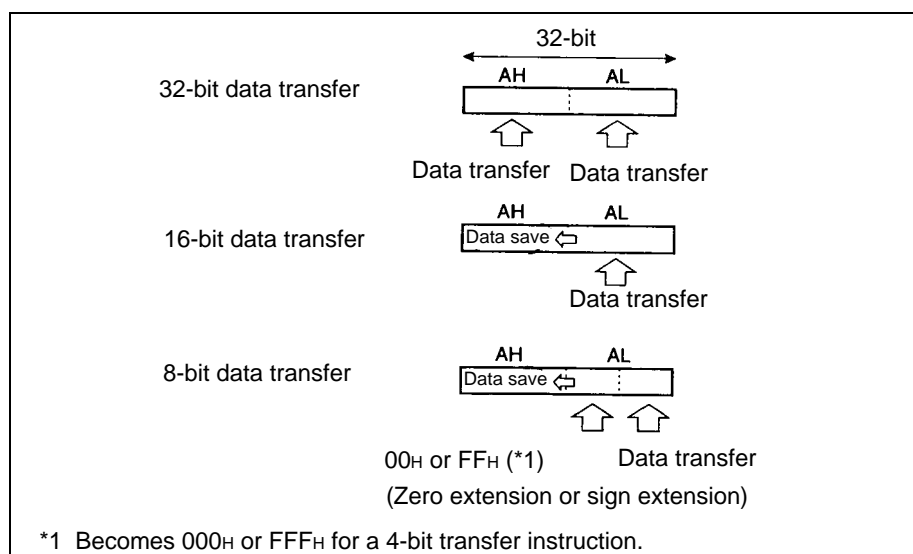 32-bit
AH AL
32-bit data transfer
Data transfer Data transfer
AH AL
16-bit data transfer
Data save
Data transfer
AH AL
8-bit data transfer
Data save
00H or FFH (*1) Data transfer
(Zero extension or sign extension)
*1 Becomes 000H or FFFH for a 4-bit transfer instruction.